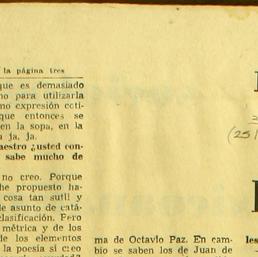 la página tres
que es demasiado
no para utilizarla
no expresión coti-
que entonces se
en la sopa, en la
a ja, ja.
aestro ¿usted con-
sabe mucho de
no creo. Porque
he propuesto ha-
cosa tan sutil y
de asunto de catá-
clasificación. Pero
métrica y de los
de los elementos
la poesía si creo
ma de Octavio Paz. En cam-
bio se saben los de Juan de
les
(25